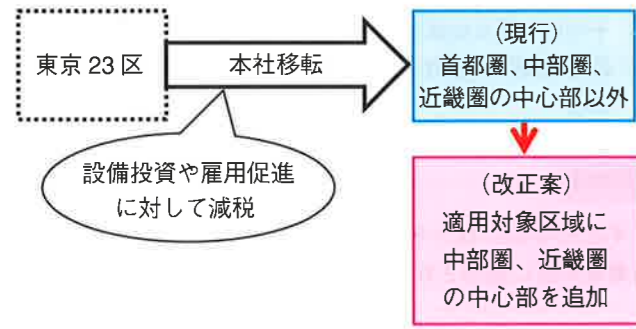 東京 23 区
本社移転
（現行）
首都圏、中部圏、
近畿圏の中心部以外
設備投資や雇用促進
に対して減税
（改正案）
適用対象区域に
中部圏、近畿圏
の中心部を追加